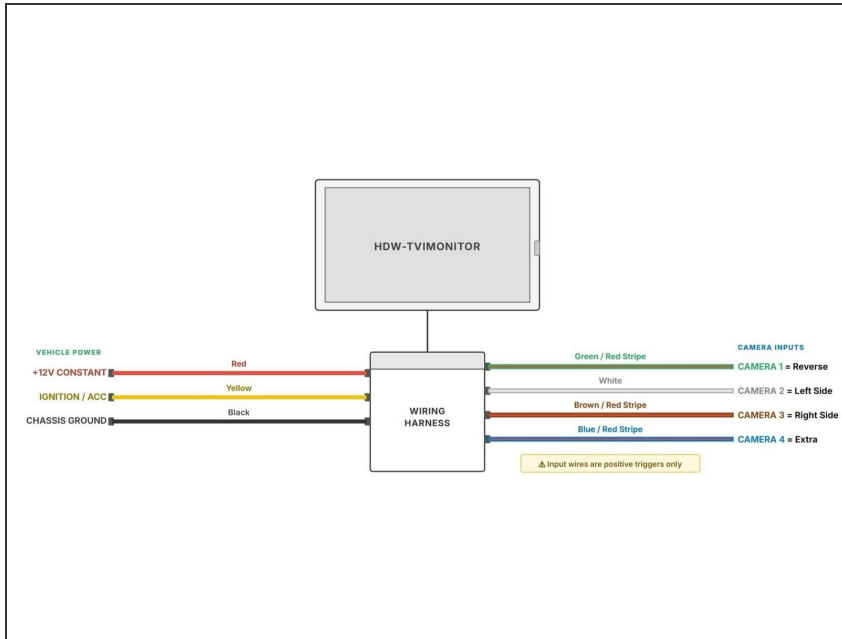 HDW-TVIMONITOR
VEHICLE POWER
+12V CONSTANT
Red
IGNITION / ACC
Yellow
CHASSIS GROUND
Black
WIRING
HARNESS
CAMERA INPUTS
Green / Red Stripe
CAMERA 1 = Reverse
White
CAMERA 2 = Left Side
Brown / Red Stripe
CAMERA 3 = Right Side
Blue / Red Stripe
CAMERA 4 = Extra
⚠ Input wires are positive triggers only